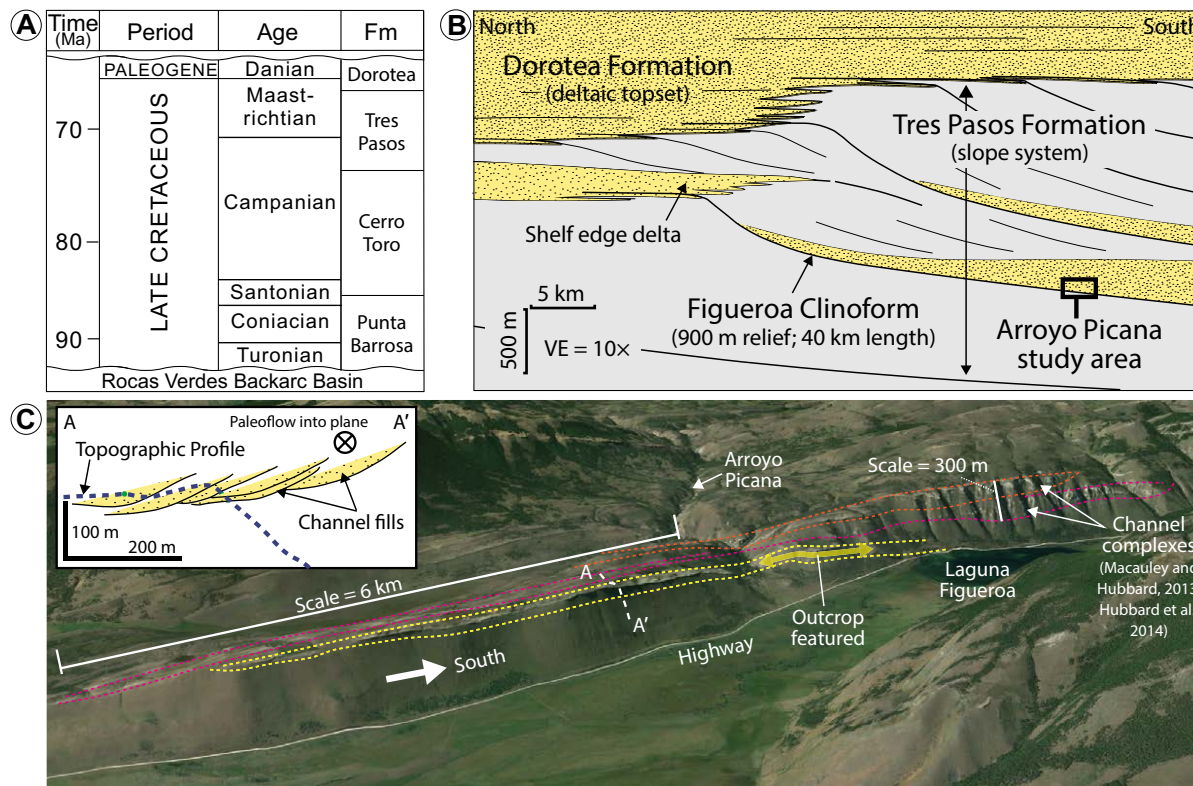 A
Time
(Ma)
Period
Age
Fm
PALEOGENE
Danian
Dorotea
LATE CRETACEOUS
Maast-
richtian
70
Tres
Pasos
Campanian
80
Cerro
Toro
Santonian
Coniacian
90
Punta
Barrosa
Turonian
Rocas Verdes Backarc Basin
B
North
South
Dorotea Formation
(deltaic topset)
Tres Pasos Formation
(slope system)
Shelf edge delta
5 km
500 m
VE = 10×
Figueroa Clinoform
(900 m relief; 40 km length)
Arroyo Picana
study area
C
A
A'
Paleoflow into plane
Topographic Profile
Channel fills
100 m
200 m
Arroyo
Picana
Scale = 300 m
Channel
complexes
(Macauley and
Hubbard, 2013
Hubbard et al
2014)
Laguna
Figueroa
Scale = 6 km
A
A'
Outcrop
featured
Highway
South